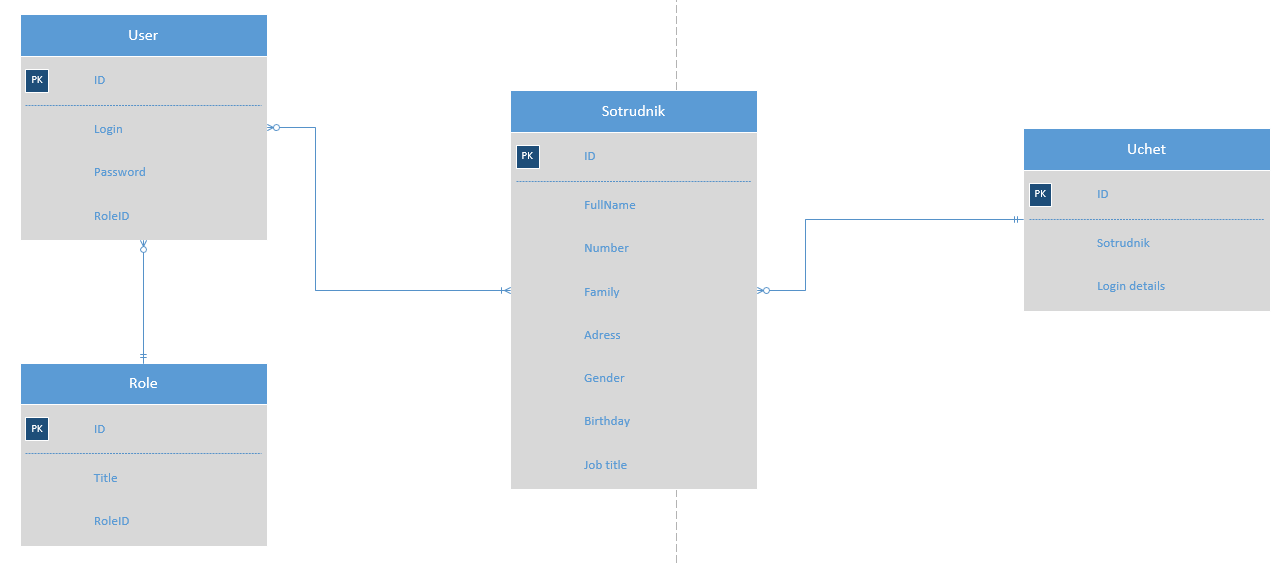 User
PK ID
Login
Password
RoleID
Role
PK ID
Title
RoleID
Sotrudnik
PK ID
FullName
Number
Family
Adress
Gender
Birthday
Job title
Uchet
PK ID
Sotrudnik
Login details